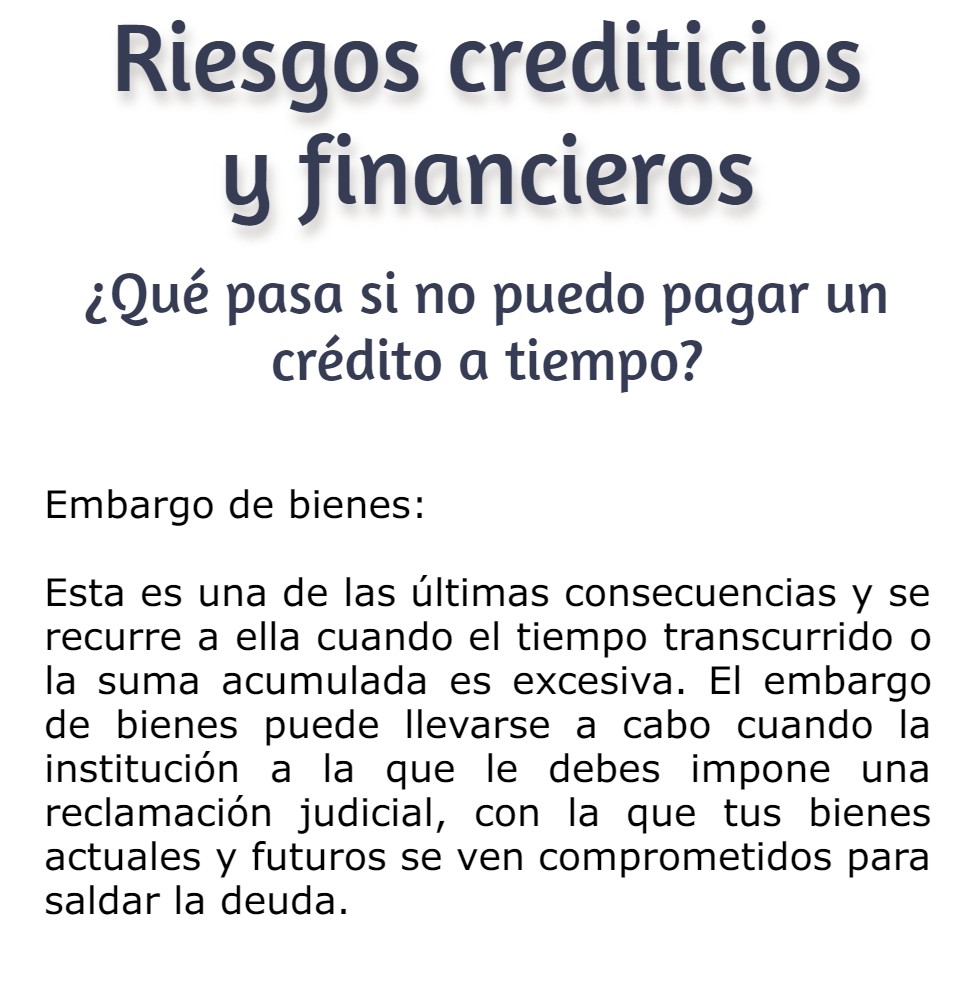 Riesgos crediticios
y financieros
¿Qué pasa si no puedo pagar un
crédito a tiempo?
Embargo de bienes:
Esta es una de las últimas consecuencias y se
recurre a ella cuando el tiempo transcurrido o
la suma acumulada es excesiva. El embargo
de bienes puede llevarse a cabo cuando la
institución a la que le debes impone una
reclamación judicial, con la que tus bienes
actuales y futuros se ven comprometidos para
saldar la deuda.